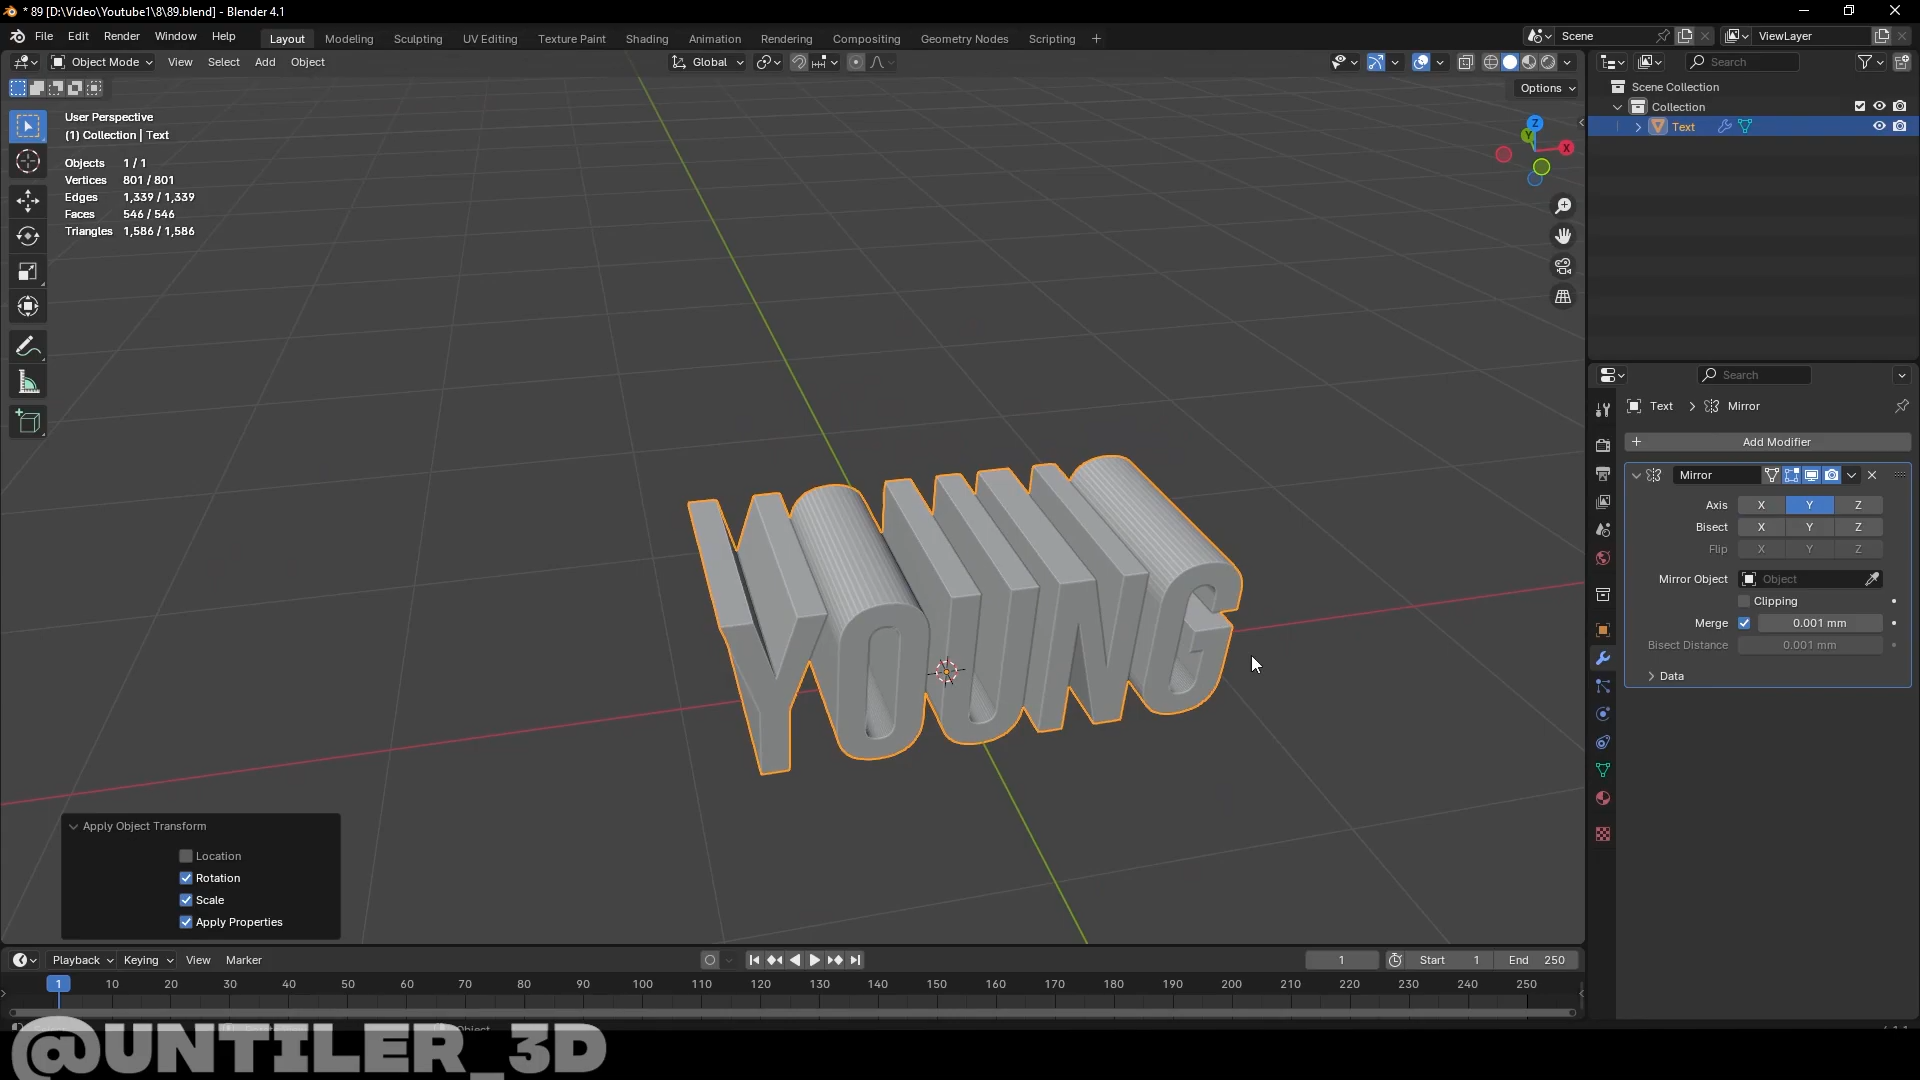 * 89 [D:\Video\Youtube1\8\89.blend] - Blender 4.1
File Edit Render Window Help
Layout Modeling Sculpting UV Editing Texture Paint Shading Animation Rendering Compositing Geometry Nodes Scripting +
Scene
ViewLayer
Object Mode View Select Add Object
Global
Search
Options
Scene Collection
Collection
Text
User Perspective
(1) Collection | Text
Objects 1 / 1
Vertices 801 / 801
Edges 1,339 / 1,339
Faces 546 / 546
Triangles 1,586 / 1,586
Z
Y
X
YOUNG
Search
Text > Mirror
+ Add Modifier
Mirror
Axis X Y Z
Bisect X Y Z
Flip X Y Z
Mirror Object Object
Clipping
Merge 0.001 mm
Bisect Distance 0.001 mm
Data
Apply Object Transform
Location
Rotation
Scale
Apply Properties
Playback Keying View Marker
1
Start 1
End 250
1 10 20 30 40 50 60 70 80 90 100 110 120 130 140 150 160 170 180 190 200 210 220 230 240 250
@UNTILER_3D